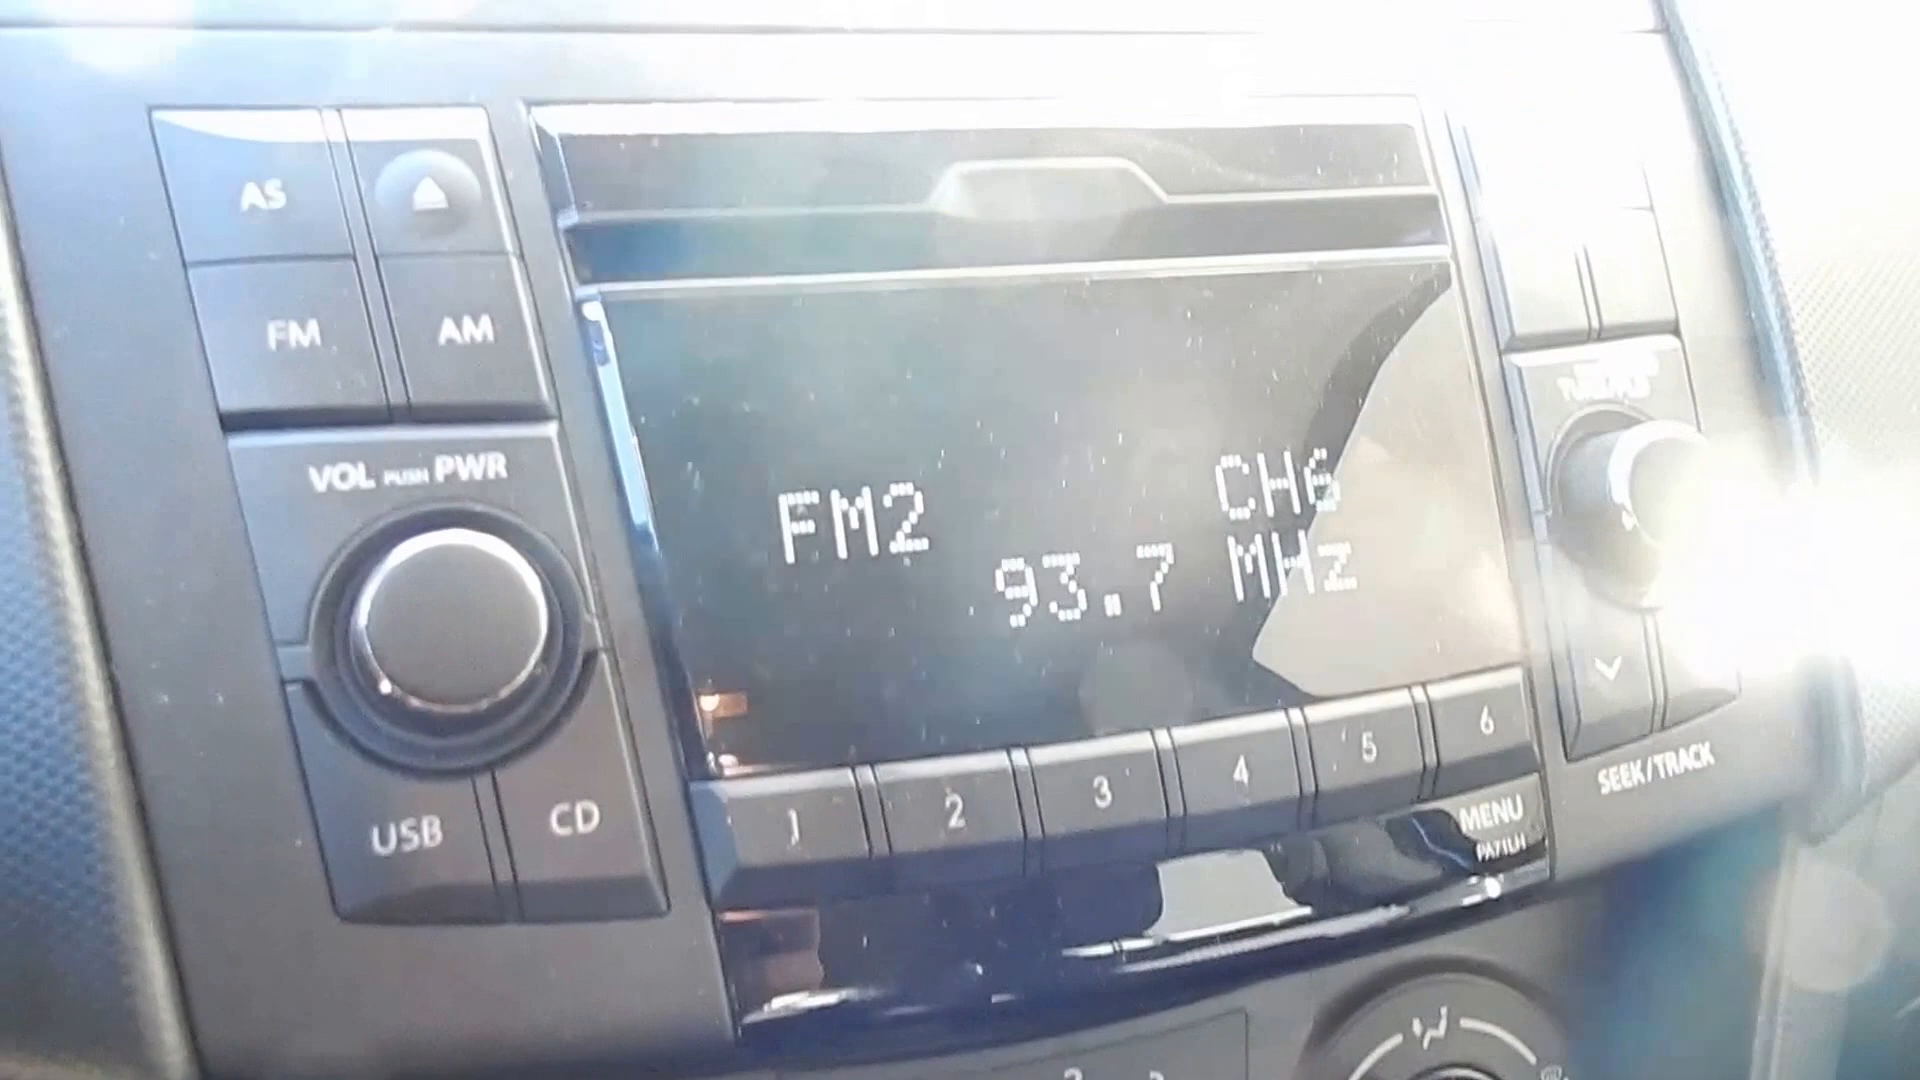 AS
FM AM
VOL PUSH PWR
USB CD
FM2 CH6
93.7 MHz
1 2 3 4 5 6
MENU
PA71LH
SEEK/TRACK